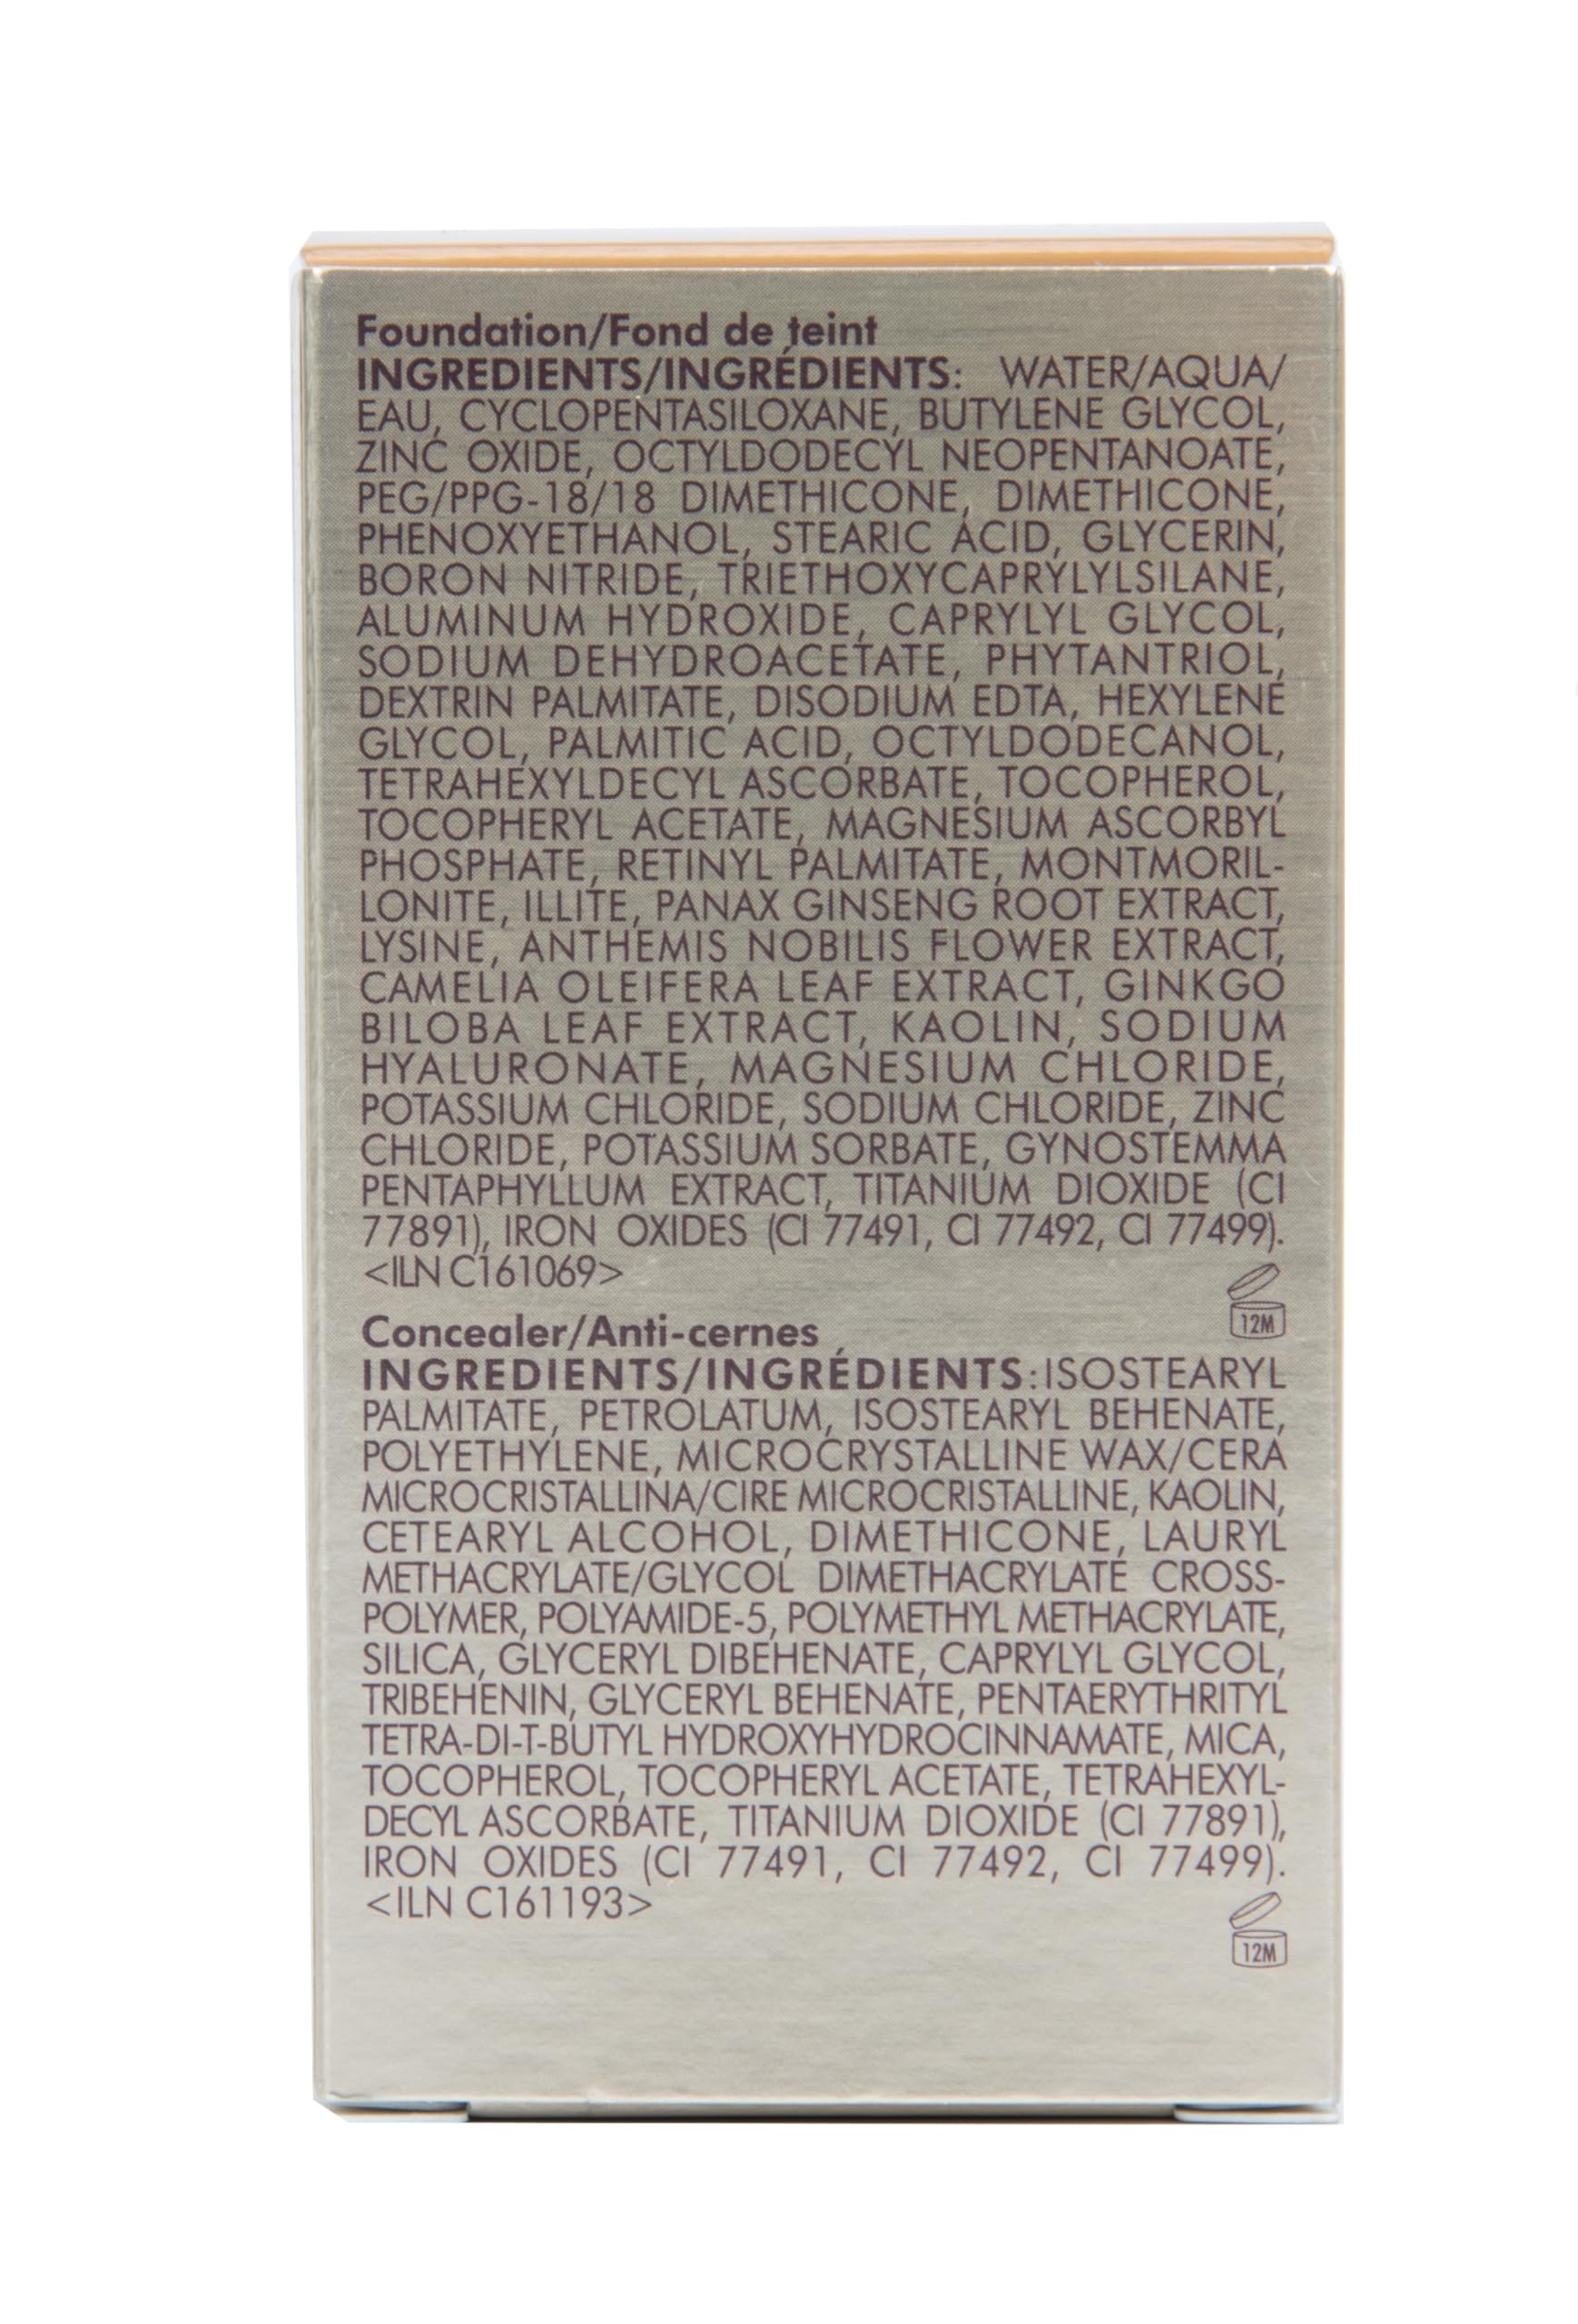 Foundation/Fond de teint
INGREDIENTS/INGRÉDIENTS: WATER/AQUA/
EAU, CYCLOPENTASILOXANE, BUTYLENE GLYCOL,
ZINC OXIDE, OCTYLDODECYL NEOPENTANOATE,
PEG/PPG-18/18 DIMETHICONE, DIMETHICONE,
PHENOXYETHANOL, STEARIC ACID, GLYCERIN,
BORON NITRIDE, TRIETHOXYCAPRYLYLSILANE,
ALUMINUM HYDROXIDE, CAPRYLYL GLYCOL,
SODIUM DEHYDROACETATE, PHYTANTRIOL,
DEXTRIN PALMITATE, DISODIUM EDTA, HEXYLENE
GLYCOL, PALMITIC ACID, OCTYLDODECANOL,
TETRAHEXYLDECYL ASCORBATE, TOCOPHEROL,
TOCOPHERYL ACETATE, MAGNESIUM ASCORBYL
PHOSPHATE, RETINYL PALMITATE, MONTMORIL-
LONITE, ILLITE, PANAX GINSENG ROOT EXTRACT,
LYSINE, ANTHEMIS NOBILIS FLOWER EXTRACT,
CAMELIA OLEIFERA LEAF EXTRACT, GINKGO
BILOBA LEAF EXTRACT, KAOLIN, SODIUM
HYALURONATE, MAGNESIUM CHLORIDE,
POTASSIUM CHLORIDE, SODIUM CHLORIDE, ZINC
CHLORIDE, POTASSIUM SORBATE, GYNOSTEMMA
PENTAPHYLLUM EXTRACT, TITANIUM DIOXIDE (CI
77891), IRON OXIDES (CI 77491, CI 77492, CI 77499).
<ILN C161069>
12M
Concealer/Anti-cernes
INGREDIENTS/INGRÉDIENTS:ISOSTEARYL
PALMITATE, PETROLATUM, ISOSTEARYL BEHENATE,
POLYETHYLENE, MICROCRYSTALLINE WAX/CERA
MICROCRISTALLINA/CIRE MICROCRISTALLINE, KAOLIN,
CETEARYL ALCOHOL, DIMETHICONE, LAURYL
METHACRYLATE/GLYCOL DIMETHACRYLATE CROSS-
POLYMER, POLYAMIDE-5, POLYMETHYL METHACRYLATE,
SILICA, GLYCERYL DIBEHENATE, CAPRYLYL GLYCOL,
TRIBEHENIN, GLYCERYL BEHENATE, PENTAERYTHRITYL
TETRA-DI-T-BUTYL HYDROXYHYDROCINNAMATE, MICA,
TOCOPHEROL, TOCOPHERYL ACETATE, TETRAHEXYL-
DECYL ASCORBATE, TITANIUM DIOXIDE (CI 77891),
IRON OXIDES (CI 77491, CI 77492, CI 77499).
<ILN C161193>
12M